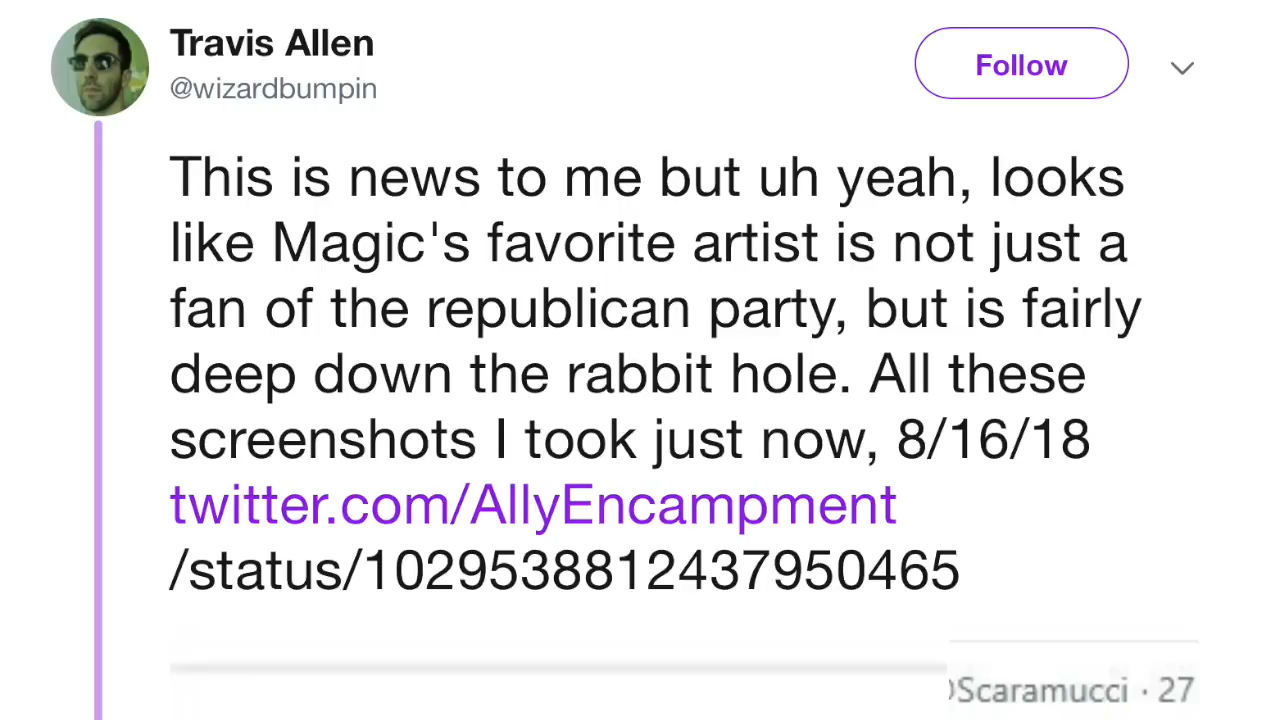 Travis Allen
@wizardbumpin
Follow
This is news to me but uh yeah, looks
like Magic's favorite artist is not just a
fan of the republican party, but is fairly
deep down the rabbit hole. All these
screenshots I took just now, 8/16/18
twitter.com/AllyEncampment
/status/1029538812437950465
Scaramucci · 27